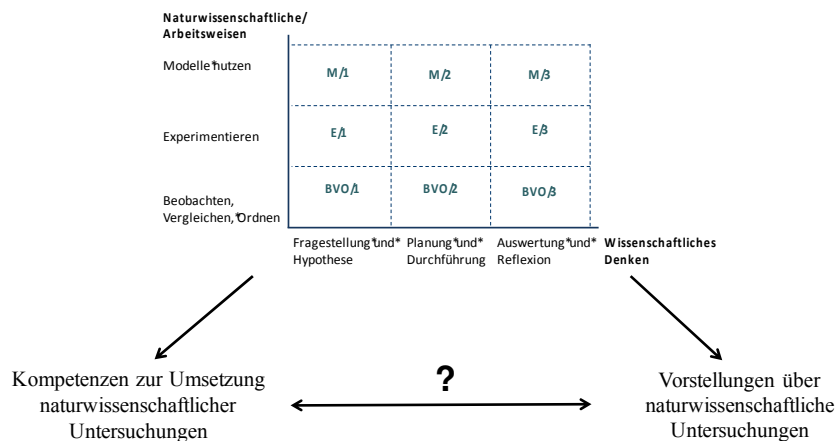 Naturwissenschaftliche/
Arbeitsweisen
Modelle*nutzen
M/1 M/2 M/3
Experimentieren
E/1 E/2 E/3
Beobachten,
Vergleichen,*Ordnen
BVO/1 BVO/2 BVO/3
Fragestellung*und* Planung*und* Auswertung*und* Wissenschaftliches
Hypothese Durchführung Reflexion Denken
?
Kompetenzen zur Umsetzung
naturwissenschaftlicher
Untersuchungen
Vorstellungen über
naturwissenschaftliche
Untersuchungen